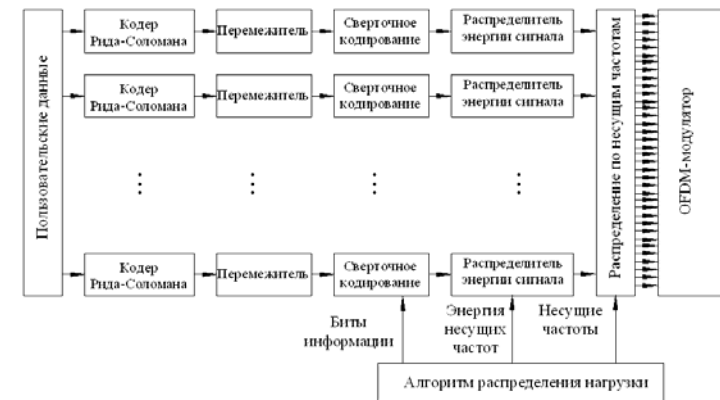 Пользовательские данные
Кодер
Рида-Соломана
Перемежитель
Сверточное
кодирование
Распределитель
энергии сигнала
Кодер
Рида-Соломана
Перемежитель
Сверточное
кодирование
Распределитель
энергии сигнала
Кодер
Рида-Соломана
Перемежитель
Сверточное
кодирование
Распределитель
энергии сигнала
Распределение по несущим частотам
OFDM-модулятор
Биты
информации
Энергия
несущих
частот
Несущие
частоты
Алгоритм распределения нагрузки